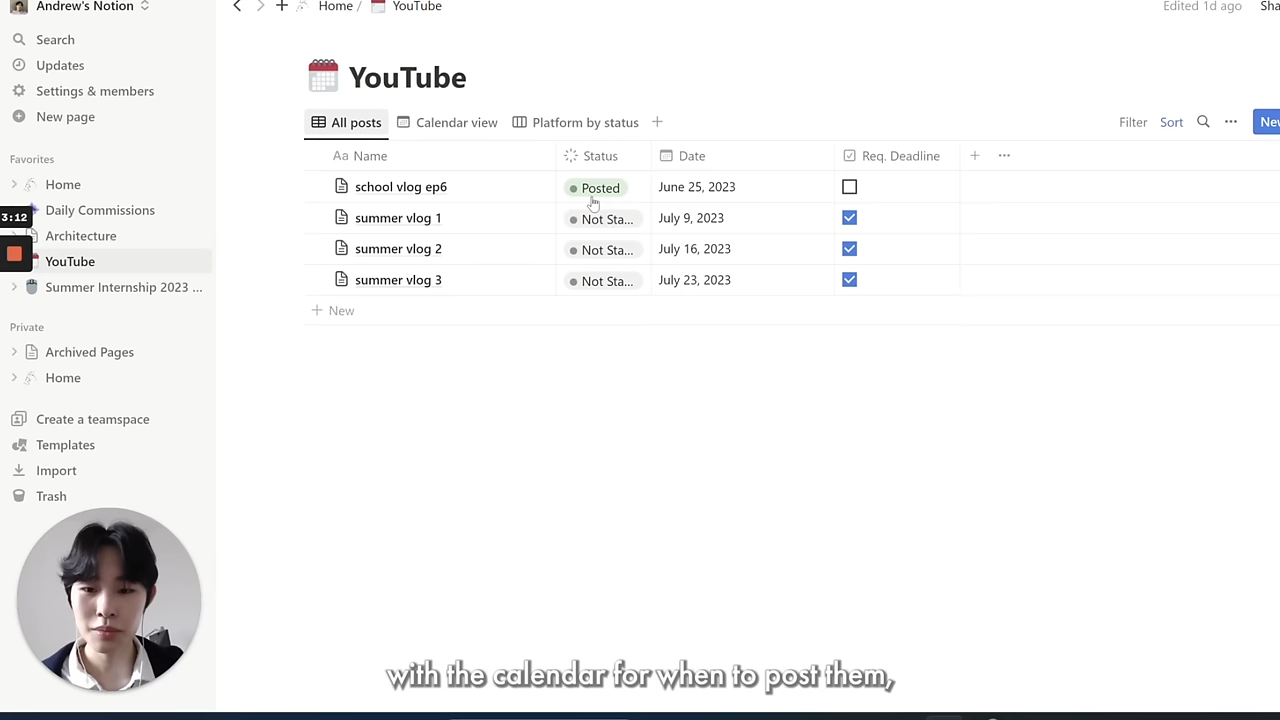 Andrew's Notion
Home / YouTube
Edited 1d ago
Sha
Search
Updates
Settings & members
New page
Favorites
Home
Daily Commissions
Architecture
YouTube
Summer Internship 2023 ...
Private
Archived Pages
Home
Create a teamspace
Templates
Import
Trash
3:12
YouTube
All posts Calendar view Platform by status
Filter Sort ... New
Aa Name Status Date Req. Deadline
school vlog ep6 Posted June 25, 2023
summer vlog 1 Not Sta... July 9, 2023
summer vlog 2 Not Sta... July 16, 2023
summer vlog 3 Not Sta... July 23, 2023
+ New
with the calendar for when to post them,